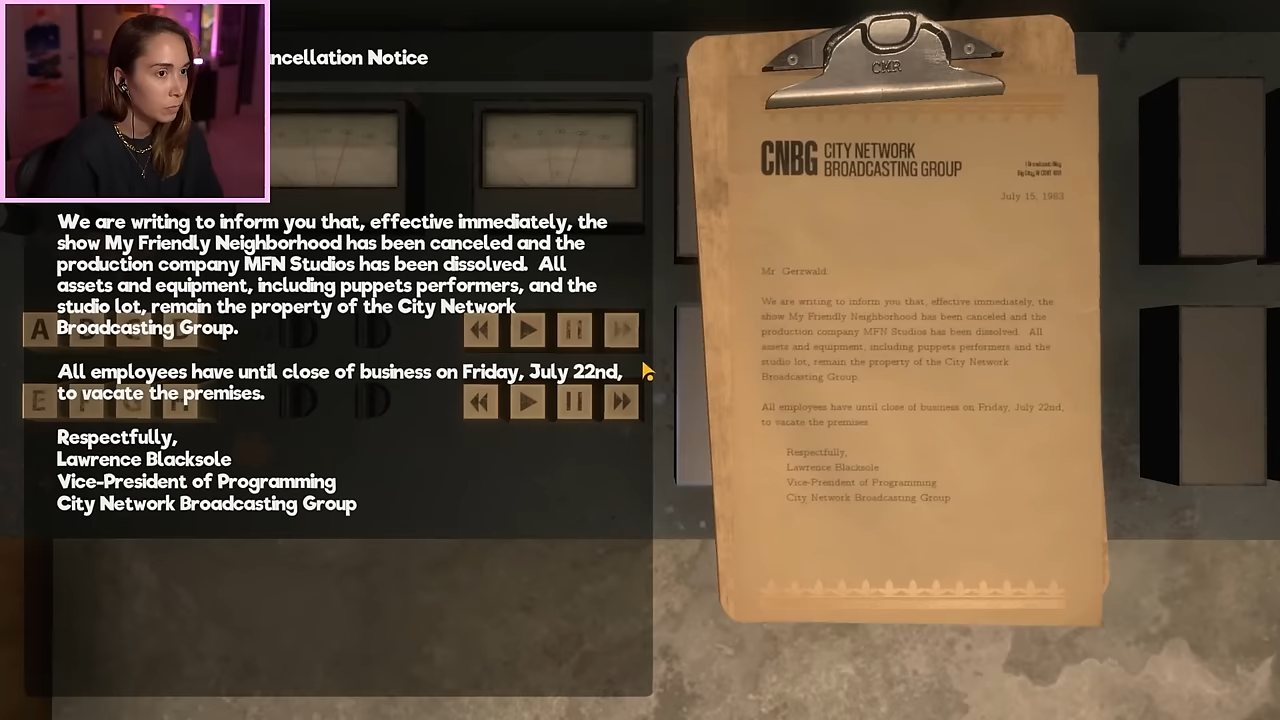 ncellation Notice
We are writing to inform you that, effective immediately, the
show My Friendly Neighborhood has been canceled and the
production company MFN Studios has been dissolved.  All
assets and equipment, including puppets performers, and the
studio lot, remain the property of the City Network
Broadcasting Group.
All employees have until close of business on Friday, July 22nd,
to vacate the premises.
Respectfully,
Lawrence Blacksole
Vice-President of Programming
City Network Broadcasting Group
A
E
CMR
CNBG CITY NETWORK
BROADCASTING GROUP
July 15, 1983
Mr Gerzwald
We are writing to inform you that, effective immediately, the
show My Friendly Neighborhood has been canceled and the
production company MFN Studios has been dissolved  All
assets and equipment, including puppets performers and the
studio lot, remain the property of the City Network
Broadcasting Group.
All employees have until close of business on Friday, July 22nd,
to vacate the premises
Respectfully,
Lawrence Blacksole
Vice-President of Programming
City Network Broadcasting Group